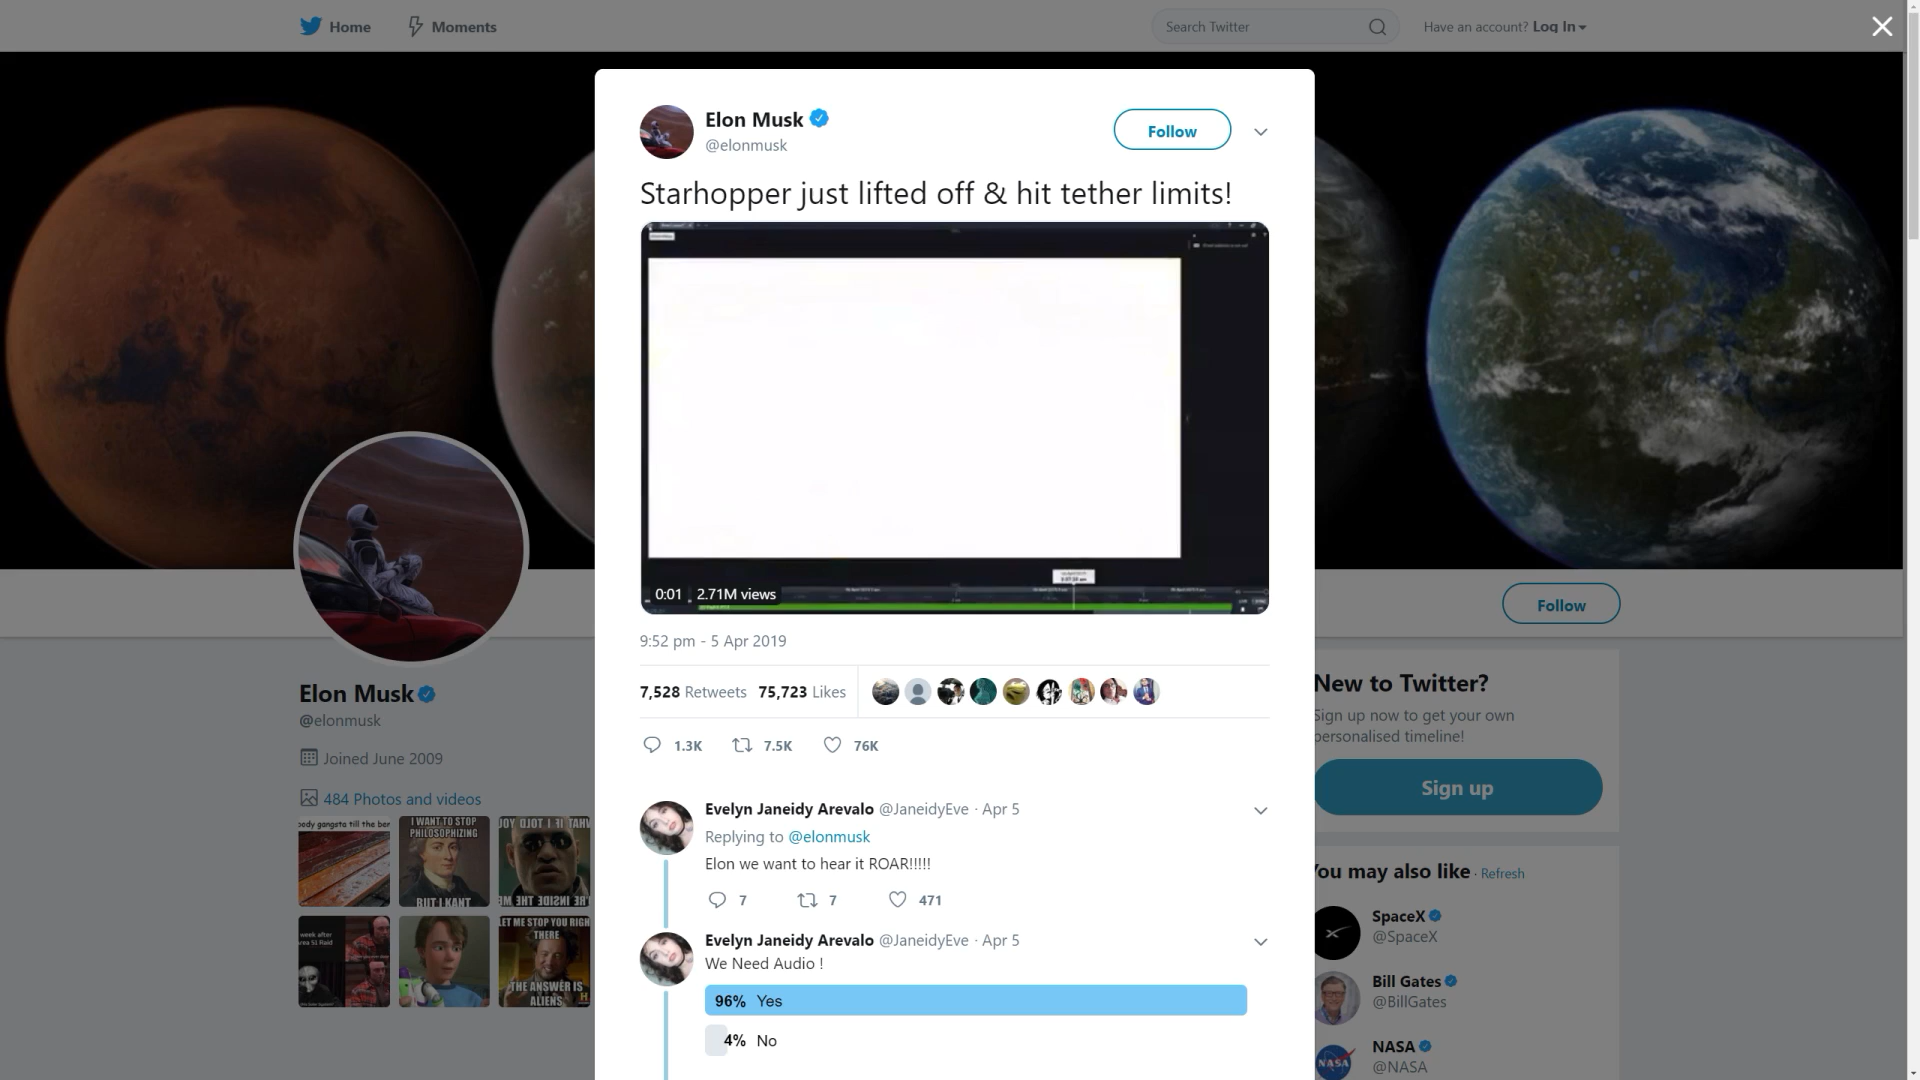 Home
Moments
Search Twitter
Have an account? Log In
Elon Musk
@elonmusk
Follow
Starhopper just lifted off & hit tether limits!
0:01 2.71M views
9:52 pm - 5 Apr 2019
7,528 Retweets 75,723 Likes
1.3K 7.5K 76K
Evelyn Janeidy Arevalo @JaneidyEve · Apr 5
Replying to @elonmusk
Elon we want to hear it ROAR!!!!!
7 7 471
Evelyn Janeidy Arevalo @JaneidyEve · Apr 5
We Need Audio !
96% Yes
4% No
Elon Musk
@elonmusk
Joined June 2009
484 Photos and videos
I WANT TO STOP
PHILOSOPHIZING
BUT I KANT
week after
LET ME STOP YOU RIGH
THERE
THE ANSWER IS
ALIENS
Follow
New to Twitter?
Sign up now to get your own
personalised timeline!
Sign up
You may also like · Refresh
SpaceX
@SpaceX
Bill Gates
@BillGates
NASA
NASA
@NASA